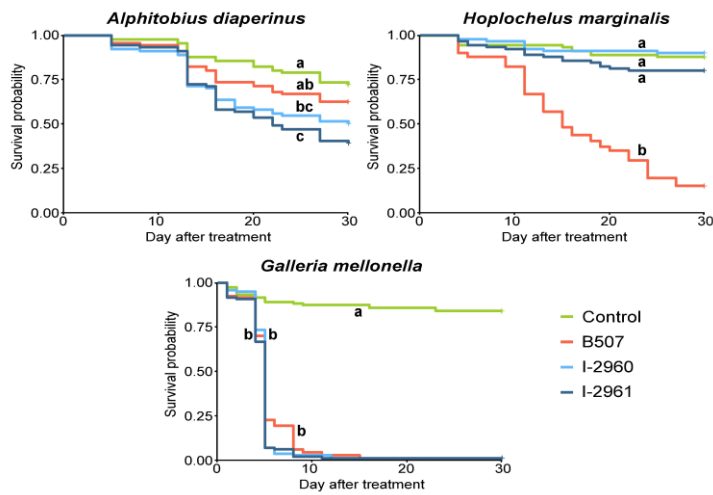 Alphitobius diaperinus
Hoplochelus marginalis
Survival probability
1.00
0.75
0.50
0.25
0.00
a
ab
bc
c
0
10
20
30
Day after treatment
Survival probability
1.00
0.75
0.50
0.25
0.00
a
a
a
b
0
10
20
30
Day after treatment
Galleria mellonella
Survival probability
1.00
0.75
0.50
0.25
0.00
a
b
b
b
0
10
20
30
Day after treatment
Control
B507
I-2960
I-2961